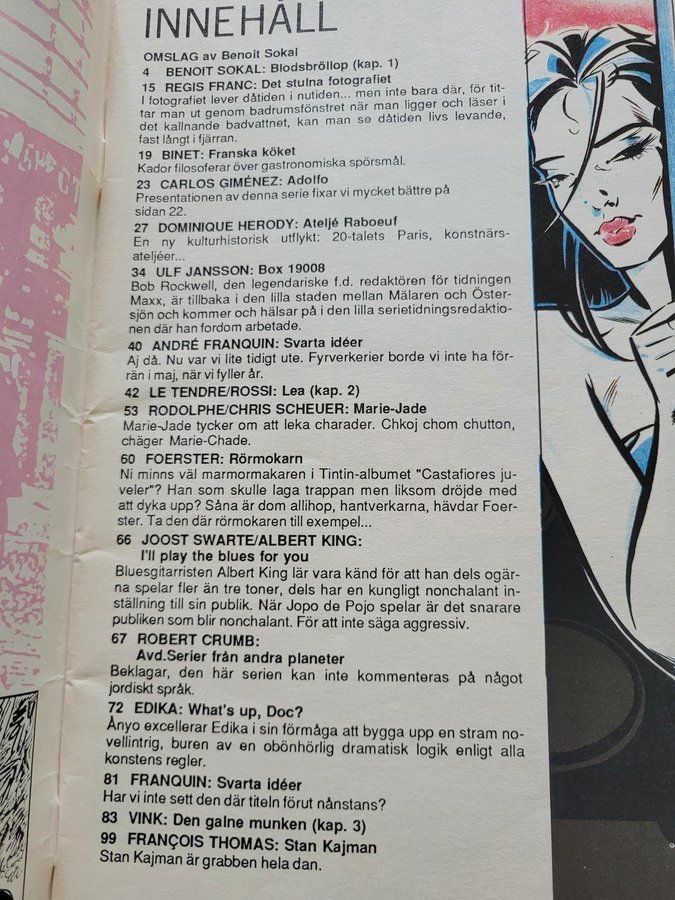 INNEHÅLL
OMSLAG av Benoit Sokal
4 BENOIT SOKAL: Blodsbröllop (kap. 1)
15 REGIS FRANC: Det stulna fotografiet
I fotografiet lever dåtiden i nutiden... men inte bara där, för tit-
tar man ut genom badrumsfönstret när man ligger och läser i
det kallnande badvattnet, kan man se dåtiden livs levande,
fast långt i fjärran.
19 BINET: Franska köket
Kador filosoferar över gastronomiska spörsmål.
23 CARLOS GIMÉNEZ: Adolfo
Presentationen av denna serie fixar vi mycket bättre på
sidan 22.
27 DOMINIQUE HERODY: Ateljé Raboeuf
En ny kulturhistorisk utflykt: 20-talets Paris, konstnärs-
ateljéer...
34 ULF JANSSON: Box 19008
Bob Rockwell, den legendariske f.d. redaktören för tidningen
Maxx, är tillbaka i den lilla staden mellan Mälaren och Öster-
sjön och kommer och hälsar på i den lilla serietidningsredaktio-
nen där han fordom arbetade.
40 ANDRÉ FRANQUIN: Svarta idéer
Aj då. Nu var vi lite tidigt ute. Fyrverkerier borde vi inte ha för-
rän i maj, när vi fyller år.
42 LE TENDRE/ROSSI: Lea (kap. 2)
53 RODOLPHE/CHRIS SCHEUER: Marie-Jade
Marie-Jade tycker om att leka charader. Chkoj chom chutton,
chäger Marie-Chade.
60 FOERSTER: Rörmokarn
Ni minns väl marmormakaren i Tintin-albumet "Castafiores ju-
veler"? Han som skulle laga trappan men liksom dröjde med
att dyka upp? Såna är dom allihop, hantverkarna, hävdar Foer-
ster. Ta den där rörmokaren till exempel...
66 JOOST SWARTE/ALBERT KING:
I'll play the blues for you
Bluesgitarristen Albert King lär vara känd för att han dels ogär-
na spelar fler än tre toner, dels har en kungligt nonchalant in-
ställning till sin publik. När Jopo de Pojo spelar är det snarare
publiken som blir nonchalant. För att inte säga aggressiv.
67 ROBERT CRUMB:
Avd.Serier från andra planeter
Beklagar, den här serien kan inte kommenteras på något
jordiskt språk.
72 EDIKA: What's up, Doc?
Ånyo excellerar Edika i sin förmåga att bygga upp en stram no-
vellintrig, buren av en obönhörlig dramatisk logik enligt alla
konstens regler.
81 FRANQUIN: Svarta idéer
Har vi inte sett den där titeln förut nånstans?
83 VINK: Den galne munken (kap. 3)
99 FRANÇOIS THOMAS: Stan Kajman
Stan Kajman är grabben hela dan.